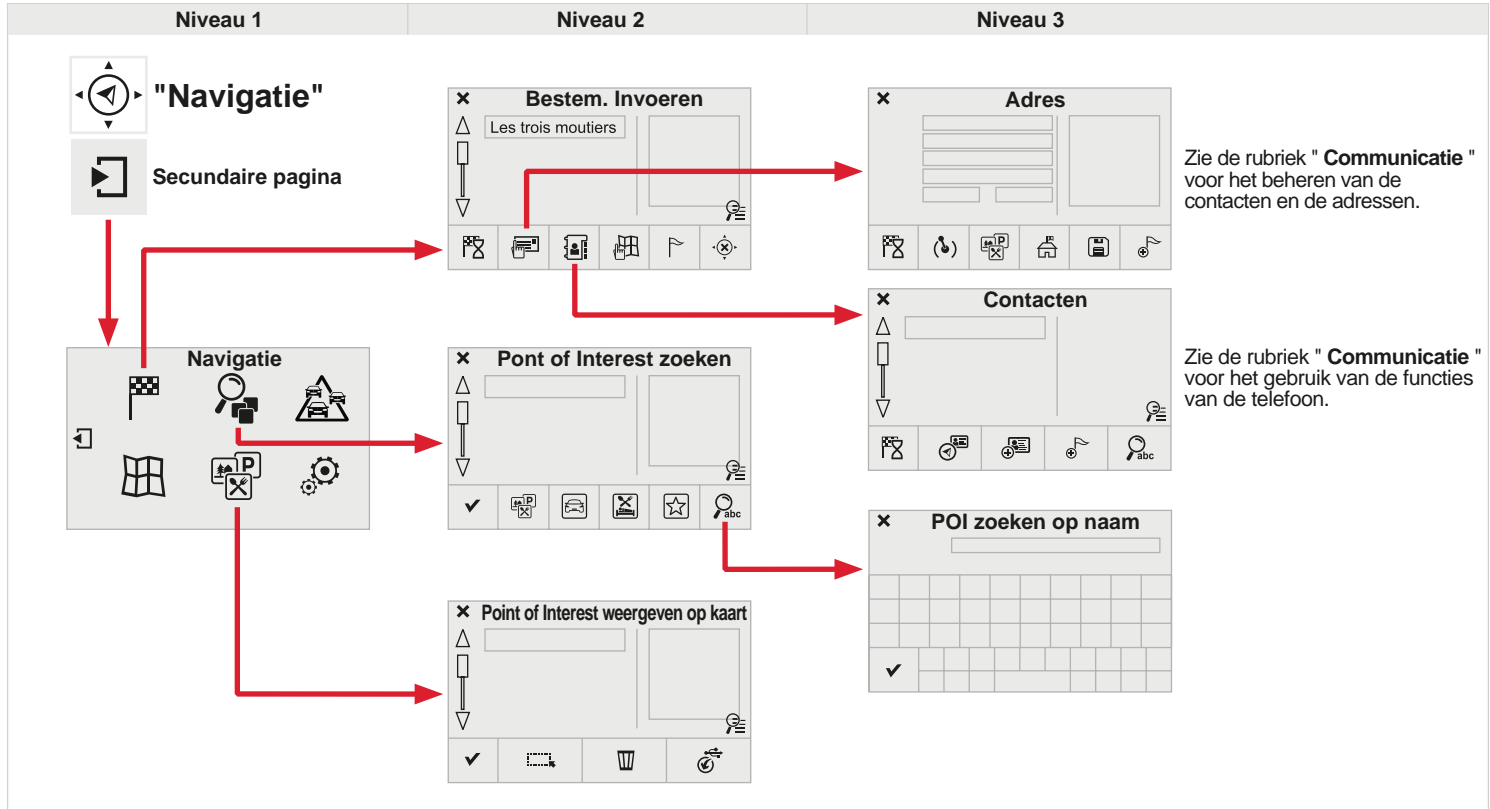 Niveau 1
Niveau 2
Niveau 3
"Navigatie"
Secundaire pagina
Navigatie
P
Bestem. Invoeren
Les trois moutiers
Pont of Interest zoeken
P
abc
Point of Interest weergeven op kaart
Adres
P
Zie de rubriek " Communicatie "
voor het beheren van de
contacten en de adressen.
Contacten
abc
Zie de rubriek " Communicatie "
voor het gebruik van de functies
van de telefoon.
POI zoeken op naam